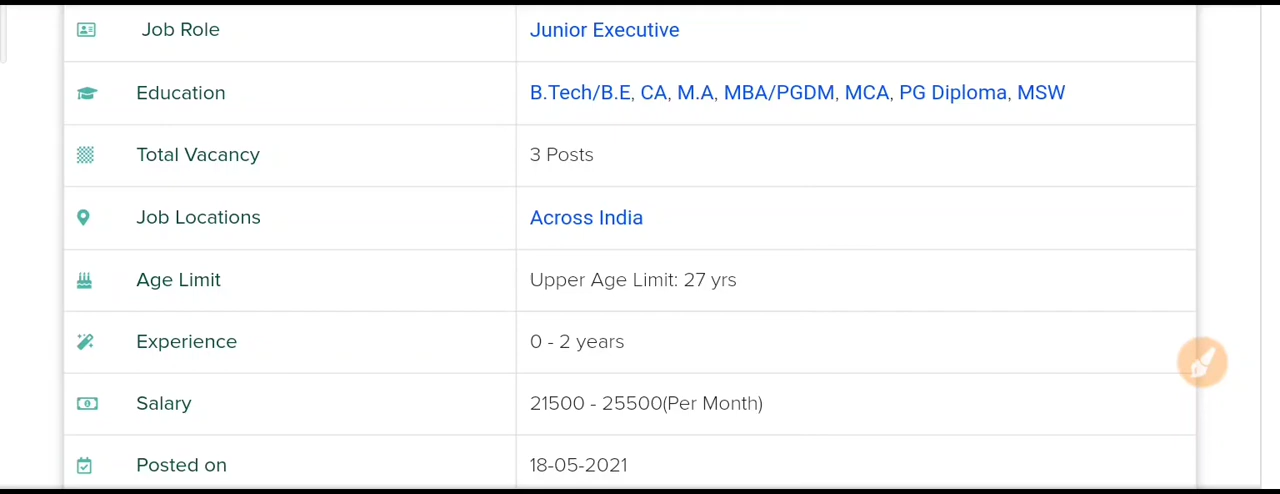 Job Role Junior Executive
Education B.Tech/B.E, CA, M.A, MBA/PGDM, MCA, PG Diploma, MSW
Total Vacancy 3 Posts
Job Locations Across India
Age Limit Upper Age Limit: 27 yrs
Experience 0 - 2 years
Salary 21500 - 25500(Per Month)
Posted on 18-05-2021